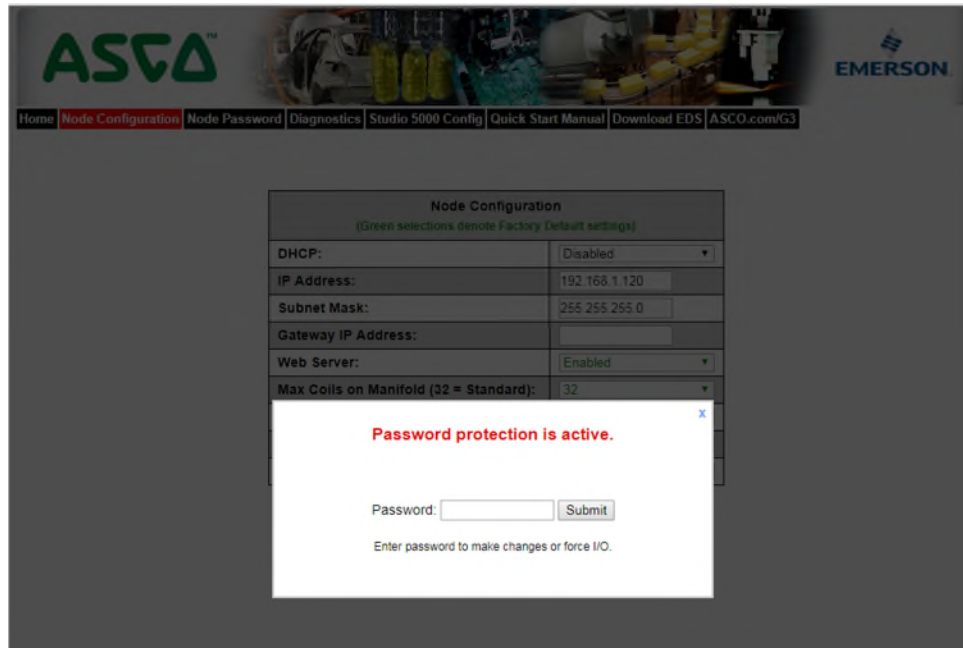 ASCO™
EMERSON
Home Node Configuration Node Password Diagnostics Studio 5000 Config Quick Start Manual Download EDS ASCO.com/G3
Node Configuration
(Green selections denote Factory Default settings)
DHCP: Disabled
IP Address: 192.168.1.120
Subnet Mask: 255.255.255.0
Gateway IP Address:
Web Server: Enabled
Max Coils on Manifold (32 = Standard): 32
x
Password protection is active.
Password: Submit
Enter password to make changes or force I/O.